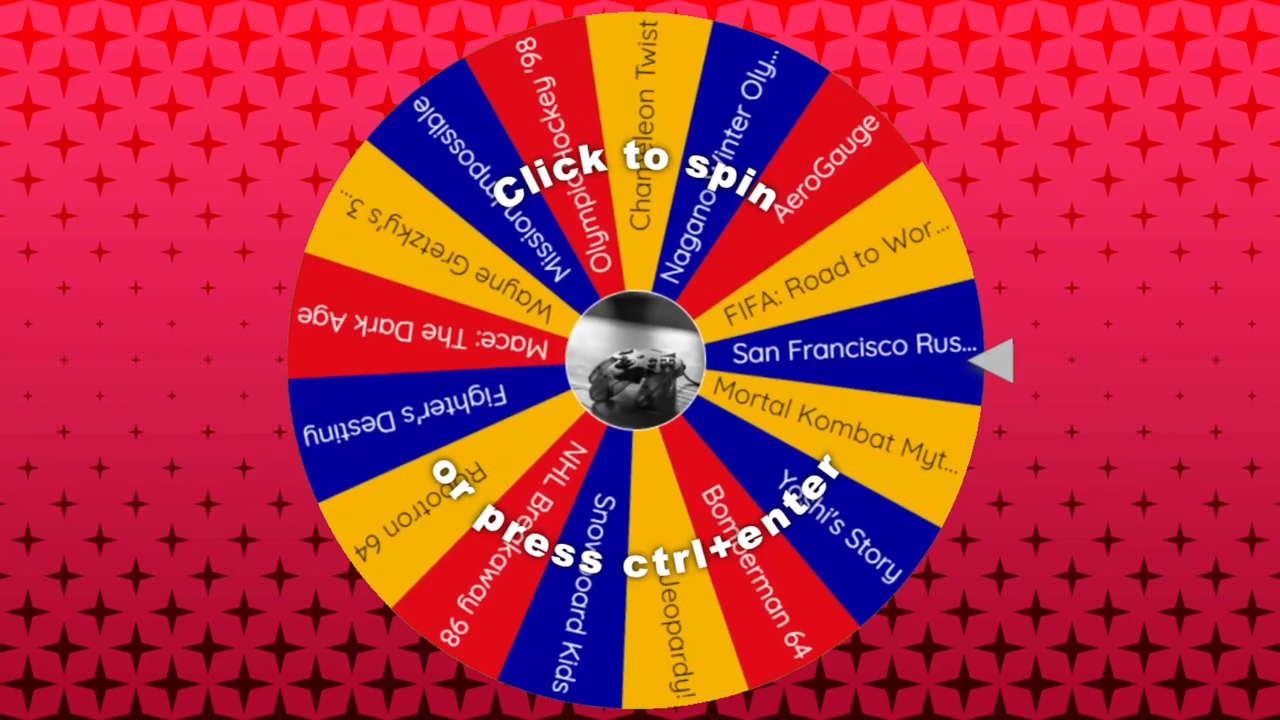 Click to spin
or press ctrl+enter
Chameleon Twist
Nagano Winter Oly...
AeroGauge
FIFA: Road to Wor...
San Francisco Rus...
Mortal Kombat Myt...
Yoshi's Story
Bomberman 64
Jeopardy!
Snowboard Kids
NHL Breakaway 98
Robotron 64
Fighter's Destiny
Mace: The Dark Age
Wayne Gretzky's 3...
Mission: Impossible
Olympic Hockey '98